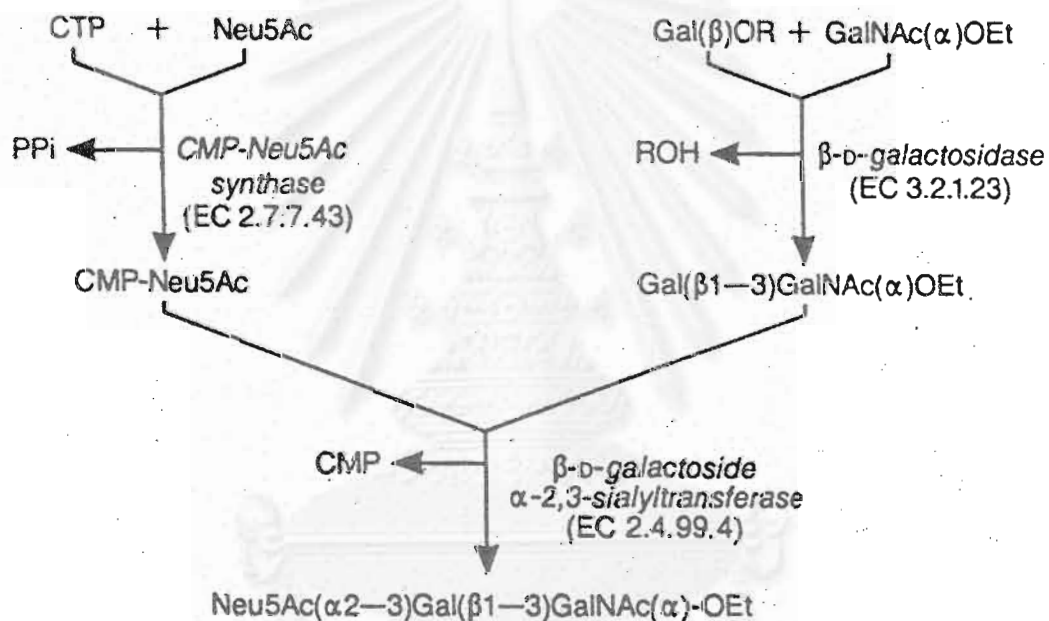 CTP + Neu5Ac
Gal(β)OR + GalNAc(α)OEt
PPi
CMP-Neu5Ac
synthase
(EC 2.7.7.43)
ROH
β-D-galactosidase
(EC 3.2.1.23)
CMP-Neu5Ac
Gal(β1—3)GalNAc(α)OEt
CMP
β-D-galactoside
α-2,3-sialyltransferase
(EC 2.4.99.4)
Neu5Ac(α2—3)Gal(β1—3)GalNAc(α)-OEt